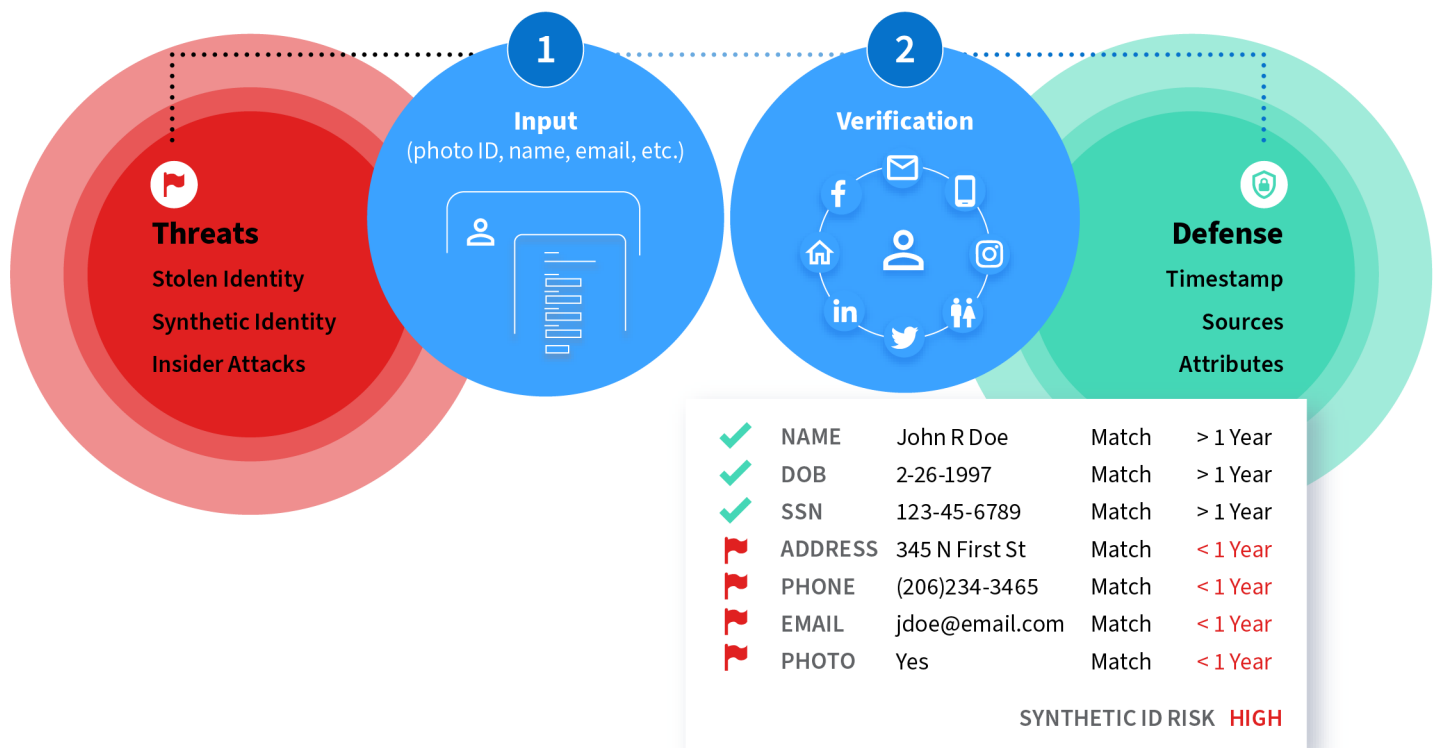 1
2
Input
(photo ID, name, email, etc.)
Verification
Threats
Stolen Identity
Synthetic Identity
Insider Attacks
f
in
Defense
Timestamp
Sources
Attributes
NAME John R Doe Match > 1 Year
DOB 2-26-1997 Match > 1 Year
SSN 123-45-6789 Match > 1 Year
ADDRESS 345 N First St Match < 1 Year
PHONE (206)234-3465 Match < 1 Year
EMAIL jdoe@email.com Match < 1 Year
PHOTO Yes Match < 1 Year
SYNTHETIC ID RISK HIGH